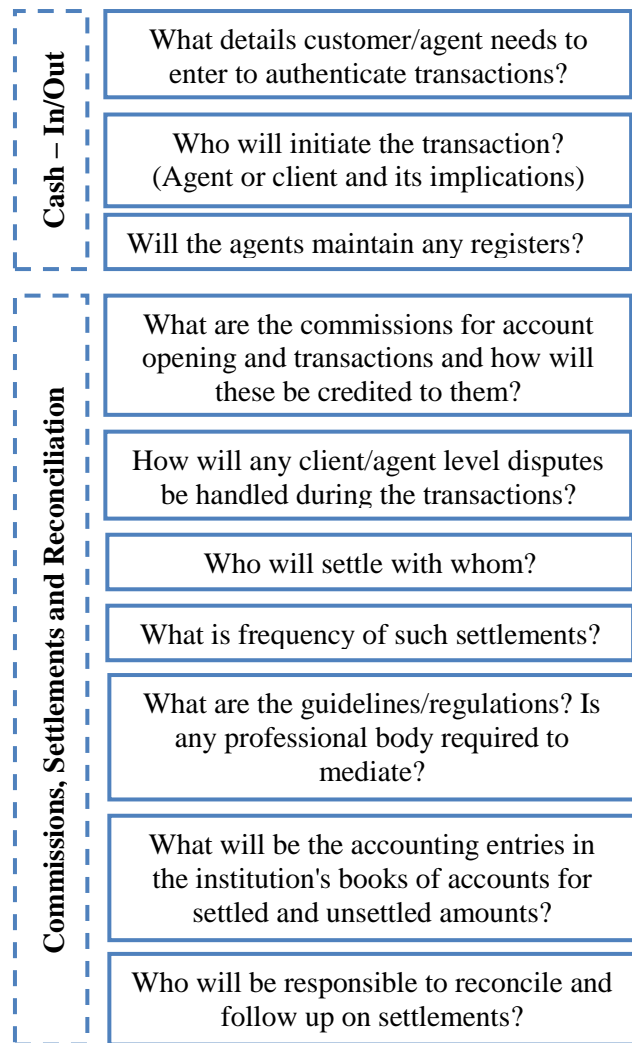 Cash – In/Out
What details customer/agent needs to
enter to authenticate transactions?
Who will initiate the transaction?
(Agent or client and its implications)
Will the agents maintain any registers?
Commissions, Settlements and Reconciliation
What are the commissions for account
opening and transactions and how will
these be credited to them?
How will any client/agent level disputes
be handled during the transactions?
Who will settle with whom?
What is frequency of such settlements?
What are the guidelines/regulations? Is
any professional body required to
mediate?
What will be the accounting entries in
the institution's books of accounts for
settled and unsettled amounts?
Who will be responsible to reconcile and
follow up on settlements?